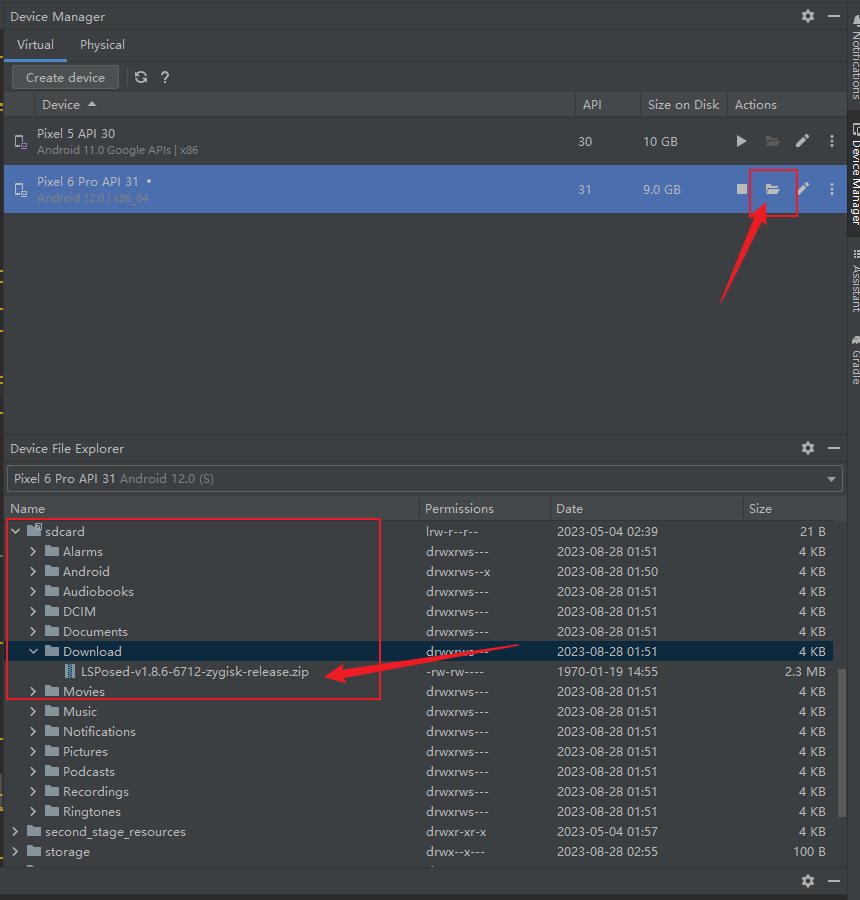 Device Manager
Virtual Physical
Create device ?
Device API Size on Disk Actions
Pixel 5 API 30 30 10 GB
Android 11.0 Google APIs | x86
Pixel 6 Pro API 31 • 31 9.0 GB
Android 12.0 | x86_64
Notifications
Device Manager
Assistant
Gradle
Device File Explorer
Pixel 6 Pro API 31 Android 12.0 (S)
Name Permissions Date Size
sdcard lrw-r--r-- 2023-05-04 02:39 21 B
Alarms drwxrws--- 2023-08-28 01:51 4 KB
Android drwxrws--x 2023-08-28 01:50 4 KB
Audiobooks drwxrws--- 2023-08-28 01:51 4 KB
DCIM drwxrws--- 2023-08-28 01:51 4 KB
Documents drwxrws--- 2023-08-28 01:51 4 KB
Download drwxrws--- 2023-08-28 01:51 4 KB
LSPosed-v1.8.6-6712-zygisk-release.zip -rw-rw---- 1970-01-19 14:55 2.3 MB
Movies drwxrws--- 2023-08-28 01:51 4 KB
Music drwxrws--- 2023-08-28 01:51 4 KB
Notifications drwxrws--- 2023-08-28 01:51 4 KB
Pictures drwxrws--- 2023-08-28 01:51 4 KB
Podcasts drwxrws--- 2023-08-28 01:51 4 KB
Recordings drwxrws--- 2023-08-28 01:51 4 KB
Ringtones drwxrws--- 2023-08-28 01:51 4 KB
second_stage_resources drwxr-xr-x 2023-05-04 01:57 4 KB
storage drwx--x--- 2023-08-28 02:55 100 B